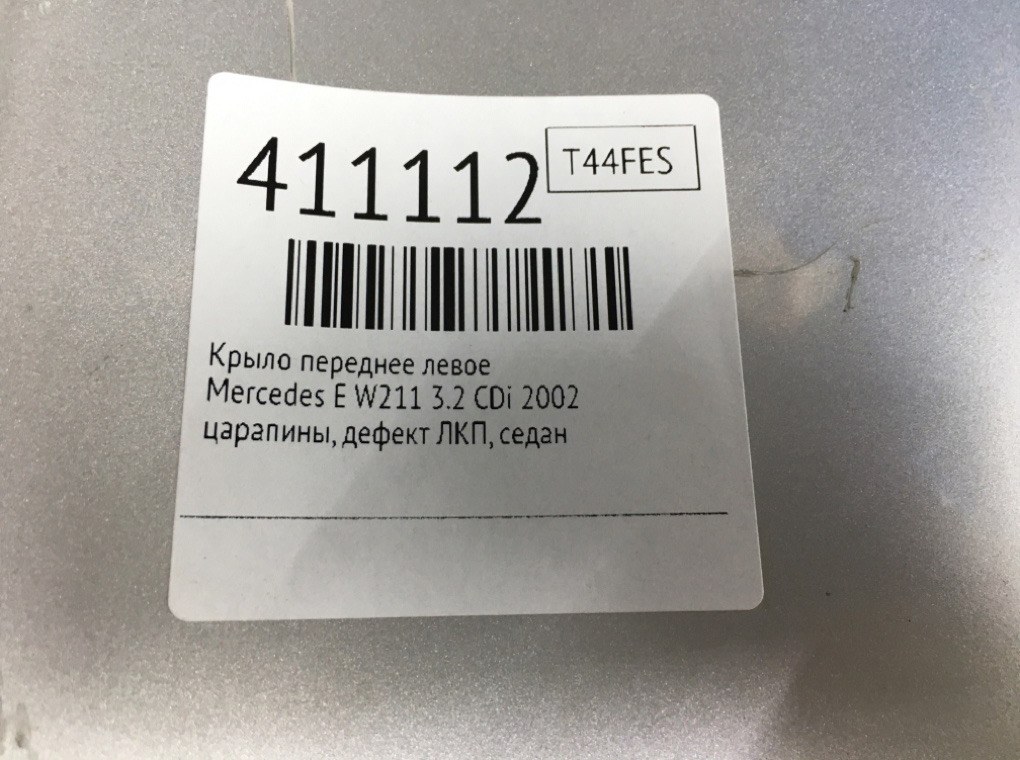 411112
T44FES
Крыло переднее левое
Mercedes E W211 3.2 CDi 2002
царапины, дефект ЛКП, седан